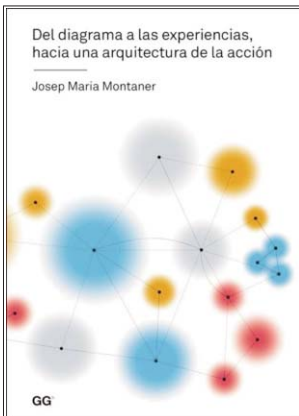 Del diagrama a las experiencias,
hacia una arquitectura de la acción
Josep Maria Montaner
GG®